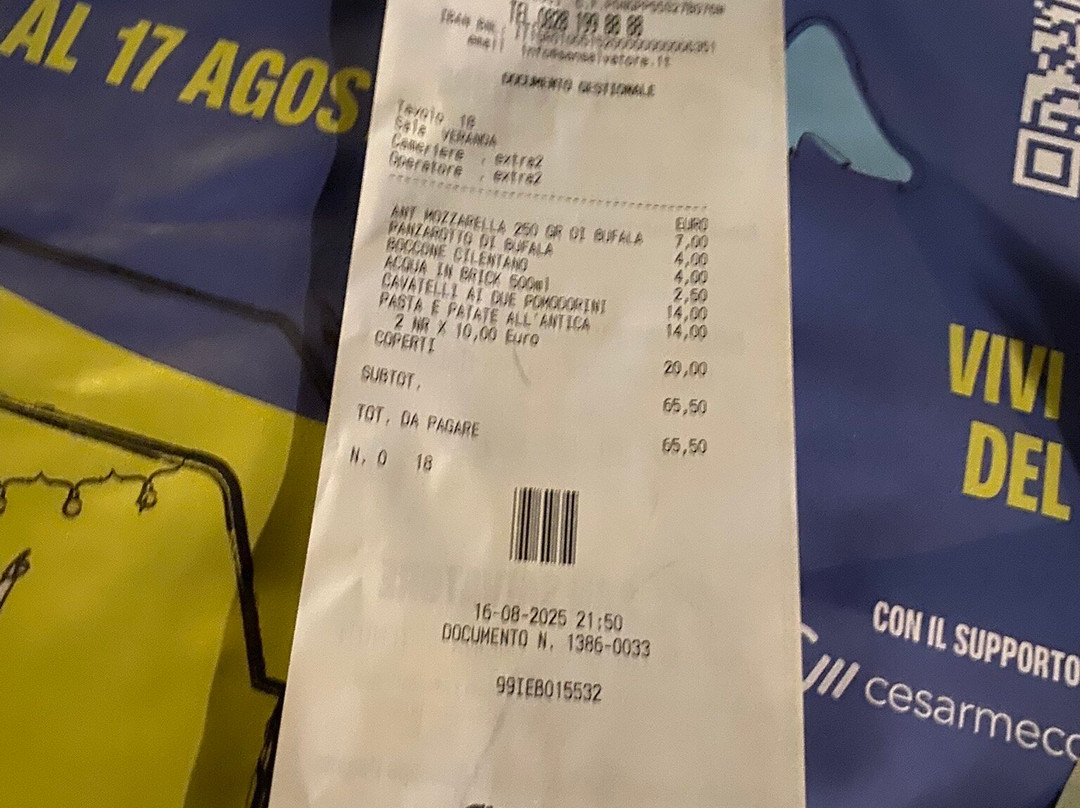 AL 17 AGOS
TEL.0828 199 88 88
info@sansalvatore.it
DOCUMENTO GESTIONALE
Tavolo 18
Sala VERANDA
Cameriere . extra2
Operatore . extra2
EURO
ANT MOZZARELLA 250 GR DI BUFALA 7,00
PANZAROTTO DI BUFALA 4,00
BOCCONE CILENTANO 4,00
ACQUA IN BRICK 500ml 2,50
CAVATELLI AI DUE POMODORINI 14,00
PASTA E PATATE ALL'ANTICA 14,00
2 NR X 10,00 Euro
COPERTI 20,00
SUBTOT. 65,50
TOT. DA PAGARE 65,50
N. O 18
16-08-2025 21:50
DOCUMENTO N. 1386-0033
99IEB015532
VIVI
DEL
CON IL SUPPORTO
cesarmecc